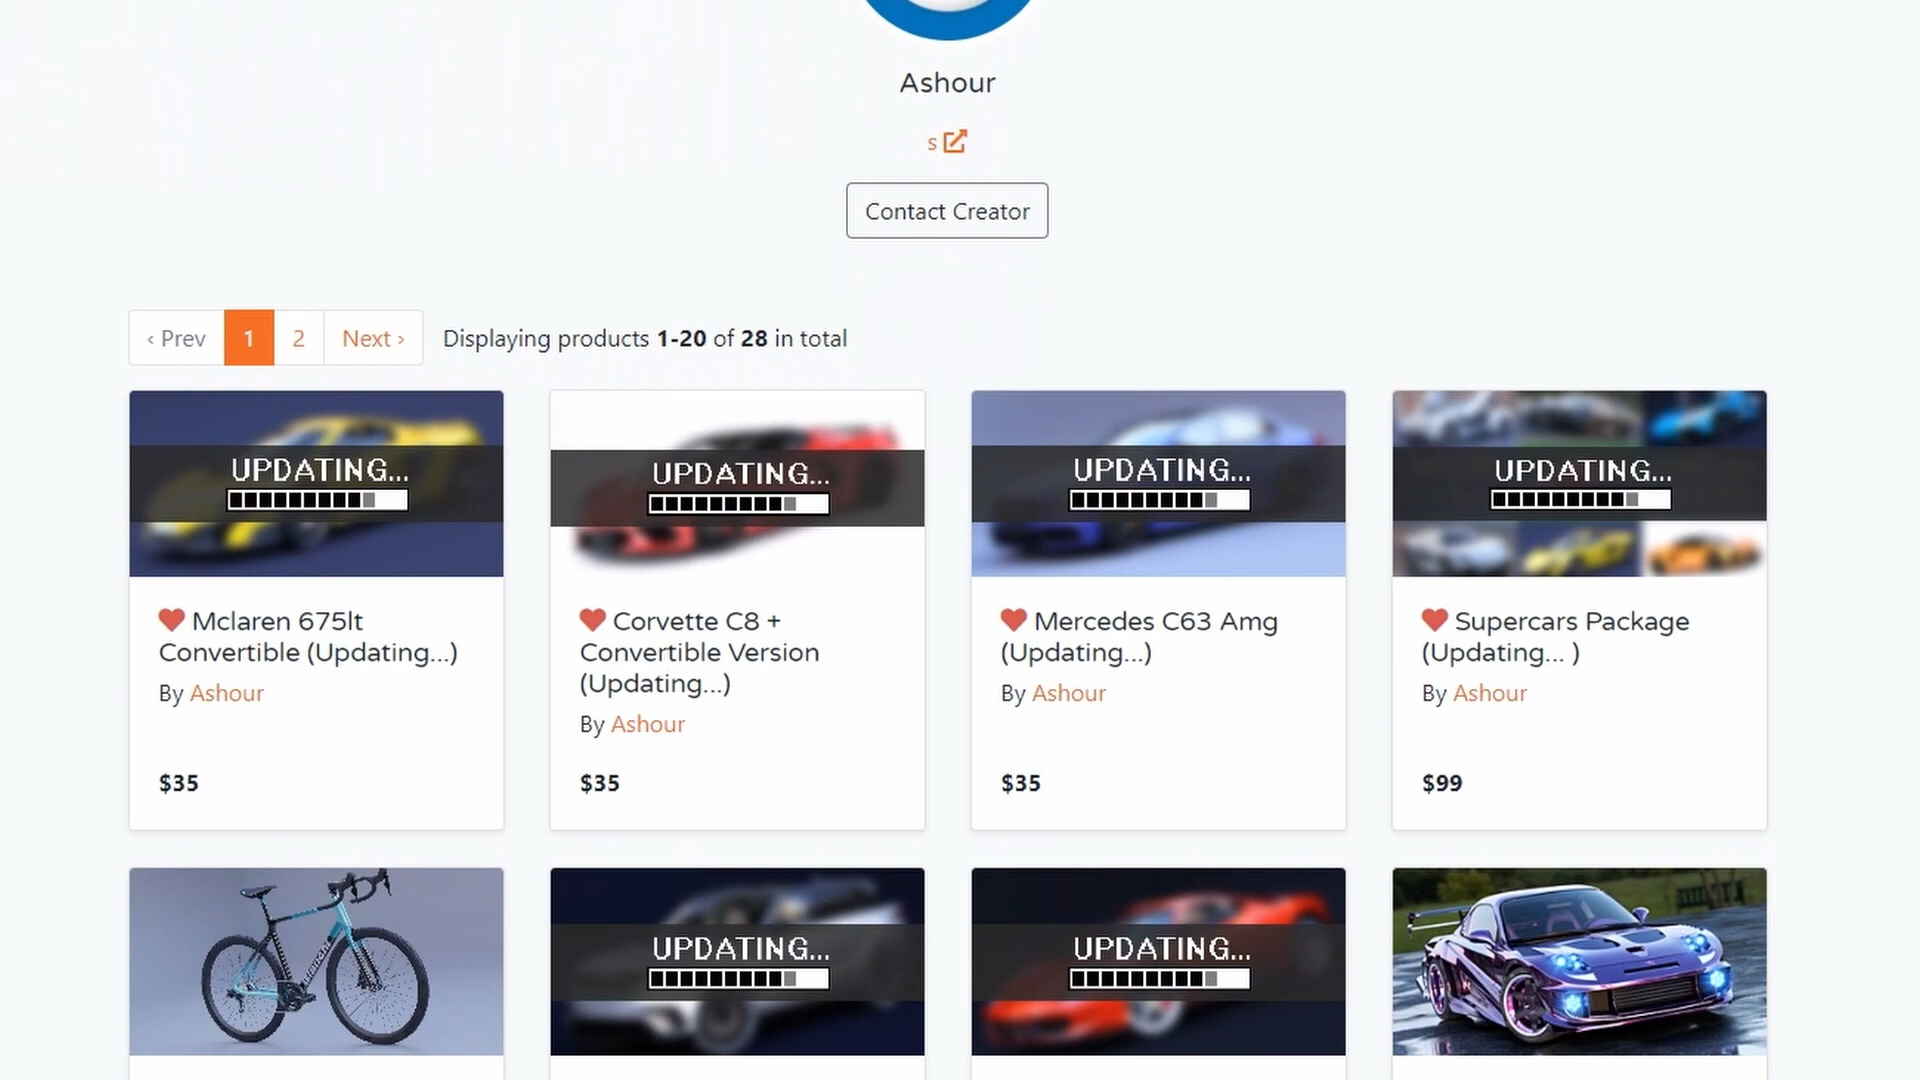 Ashour
s
Contact Creator
‹ Prev 1 2 Next › Displaying products 1-20 of 28 in total
UPDATING...
UPDATING...
UPDATING...
UPDATING...
Mclaren 675lt
Convertible (Updating...)
By Ashour
$35
Corvette C8 +
Convertible Version
(Updating...)
By Ashour
$35
Mercedes C63 Amg
(Updating...)
By Ashour
$35
Supercars Package
(Updating... )
By Ashour
$99
UPDATING...
UPDATING...